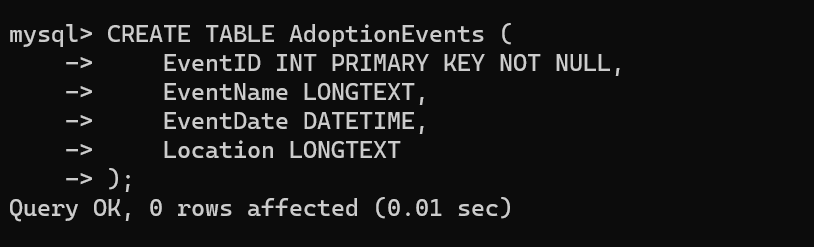 mysql> CREATE TABLE AdoptionEvents (
    ->     EventID INT PRIMARY KEY NOT NULL,
    ->     EventName LONGTEXT,
    ->     EventDate DATETIME,
    ->     Location LONGTEXT
    -> );
Query OK, 0 rows affected (0.01 sec)